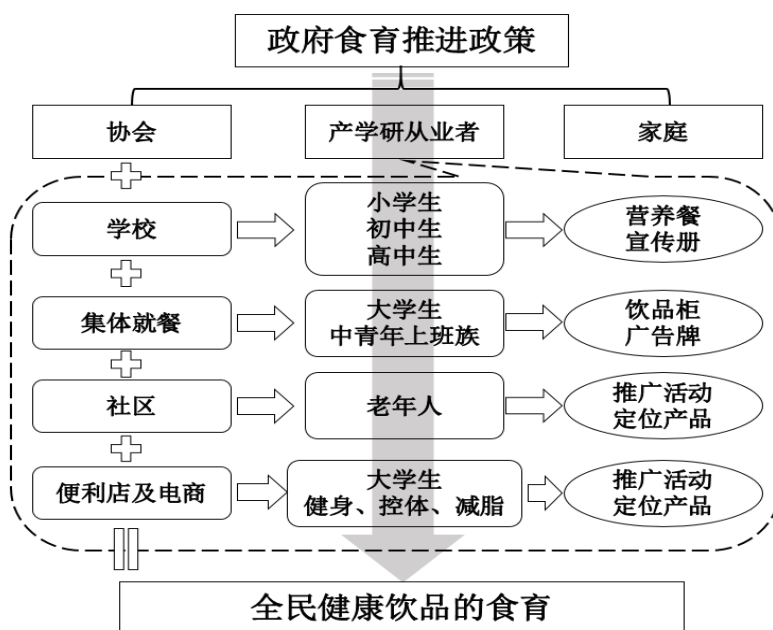 政府食育推进政策
协会
产学研从业者
家庭
学校
小学生
初中生
高中生
营养餐
宣传册
集体就餐
大学生
中青年上班族
饮品柜
广告牌
社区
老年人
推广活动
定位产品
便利店及电商
大学生
健身、控体、减脂
推广活动
定位产品
全民健康饮品的食育